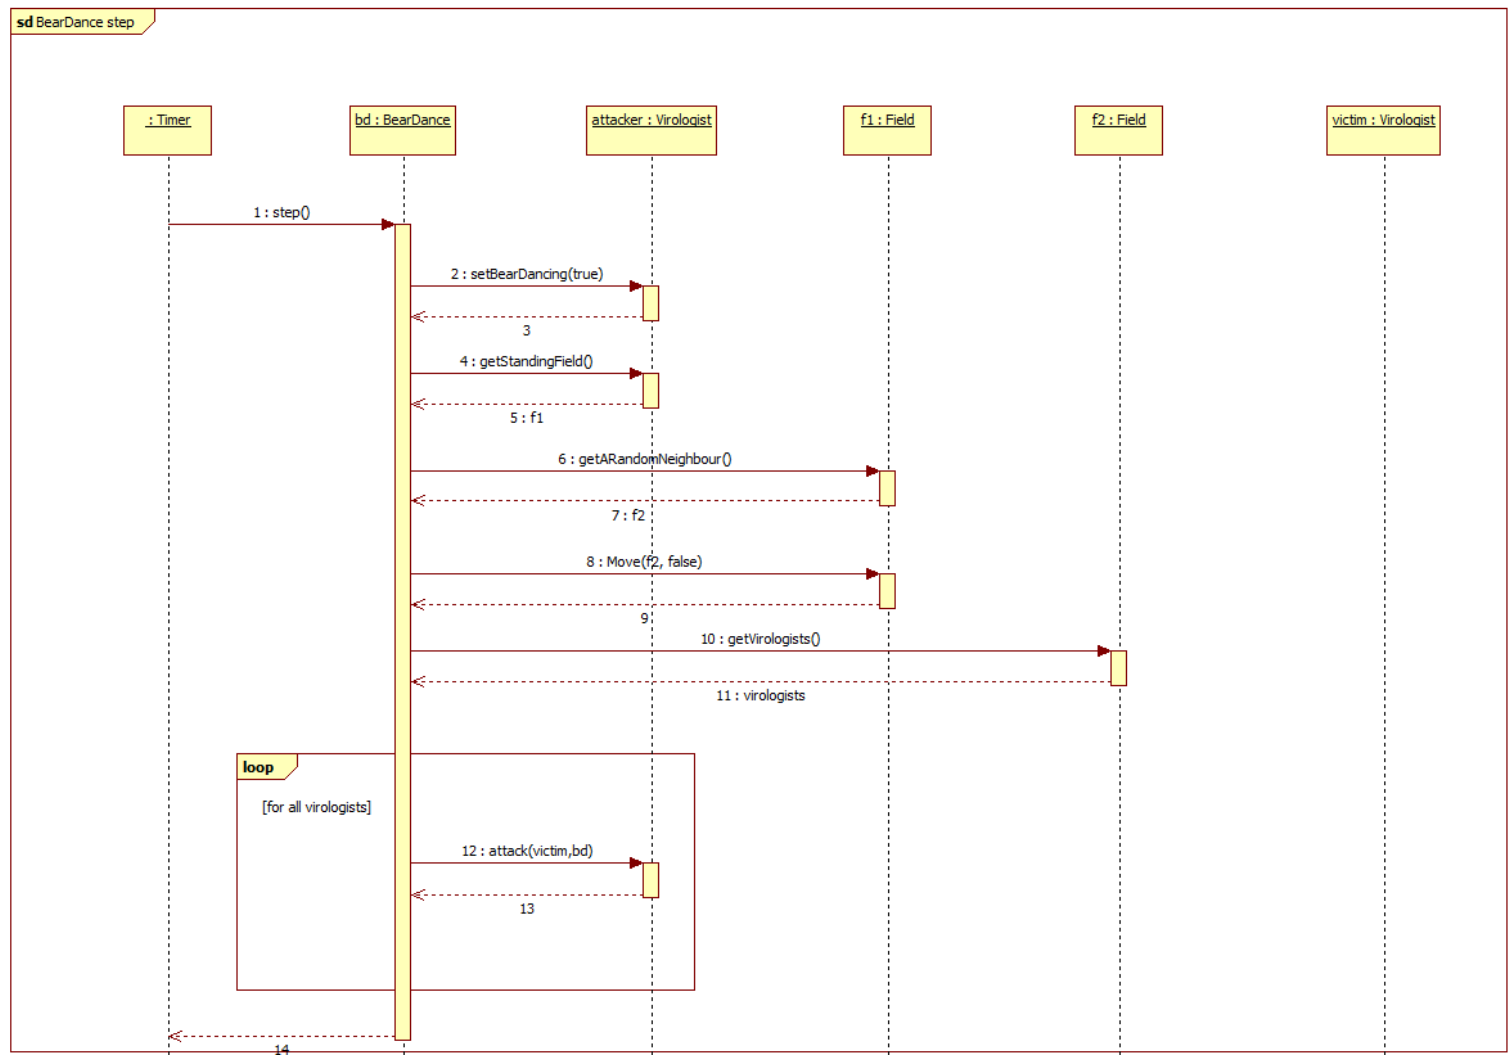 sd BearDance step
: Timer
bd : BearDance
attacker : Virologist
f1 : Field
f2 : Field
victim : Virologist
1 : step()
2 : setBearDancing(true)
3
4 : getStandingField()
5 : f1
6 : getARandomNeighbour()
7 : f2
8 : Move(f2, false)
9
10 : getVirologists()
11 : virologists
loop
[for all virologists]
12 : attack(victim,bd)
13
14